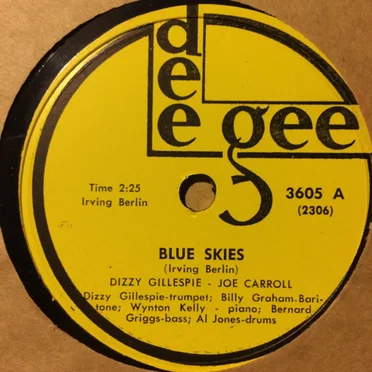 dee gee
Time 2:25
Irving Berlin
3605 A
(2306)
BLUE SKIES
(Irving Berlin)
DIZZY GILLESPIE - JOE CARROLL
Dizzy Gillespie-trumpet; Billy Graham-Bari-
tone; Wynton Kelly - piano; Bernard
Griggs-bass; Al Jones-drums